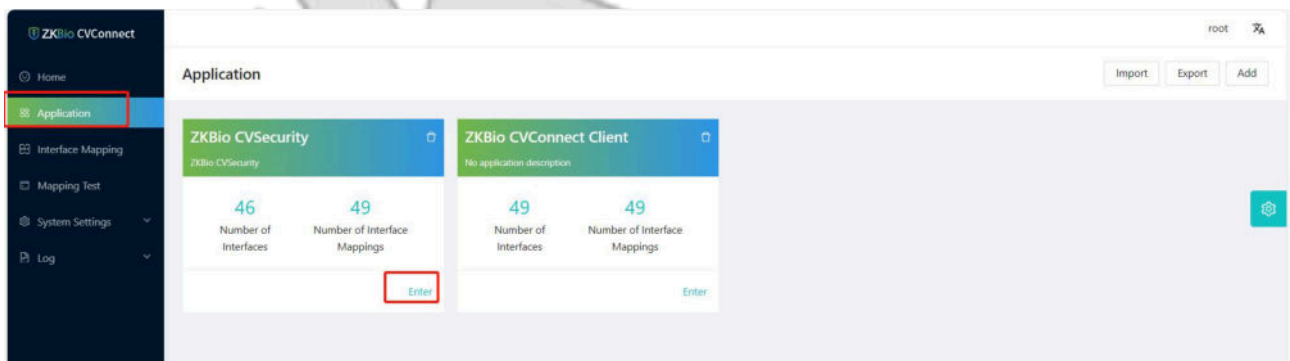 ZKBio CVConnect
root
Home
Application
Import Export Add
Application
Interface Mapping
Mapping Test
System Settings
Log
ZKBio CVSecurity
ZKBio CVSecurity
46
Number of
Interfaces
49
Number of Interface
Mappings
Enter
ZKBio CVConnect Client
No application description
49
Number of
Interfaces
49
Number of Interface
Mappings
Enter